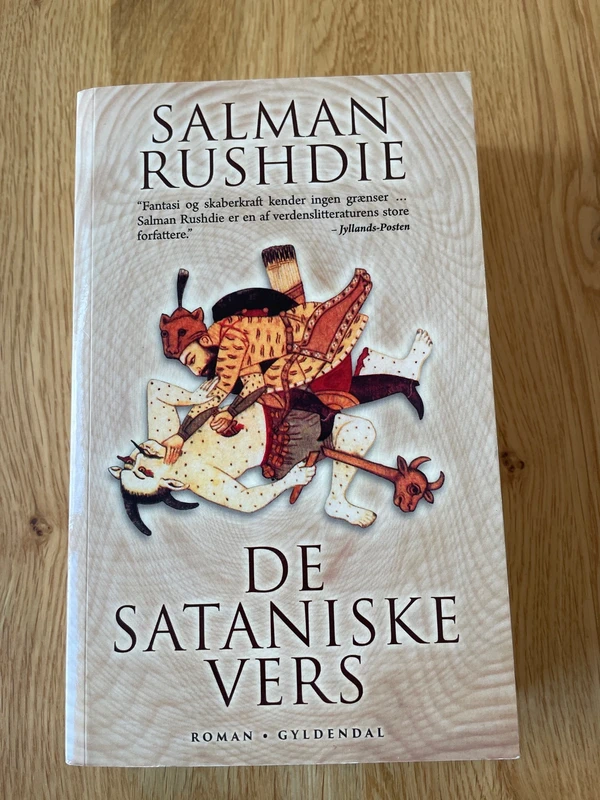 SALMAN
RUSHDIE
“Fantasi og skaberkraft kender ingen grænser …
Salman Rushdie er en af verdenslitteraturens store
forfattere.” – Jyllands-Posten
DE
SATANISKE
VERS
ROMAN • GYLDENDAL